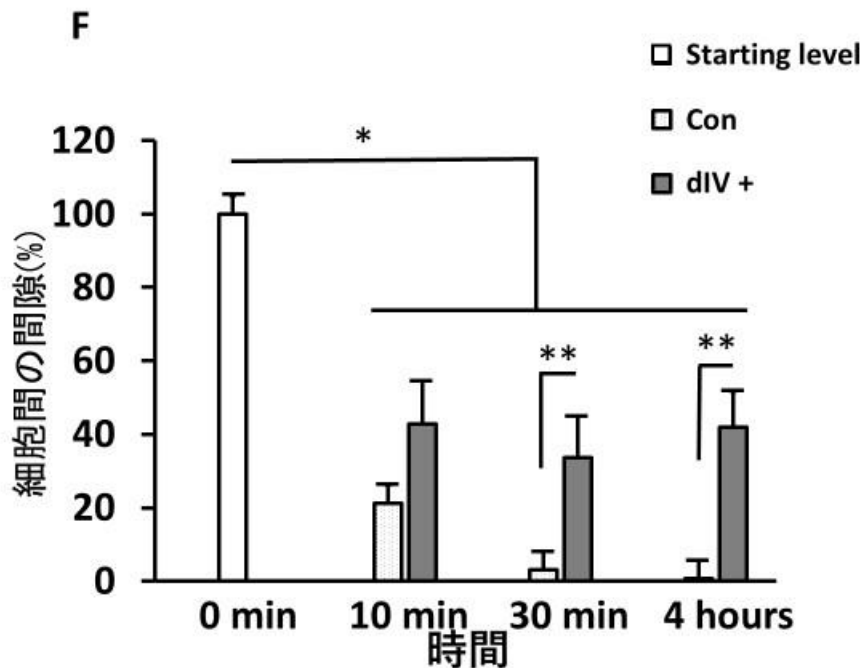 F
Starting level
Con
dIV +
120
100
80
60
40
20
0
細胞間の間隙(%)
*
**
**
0 min
10 min
30 min
4 hours
時間